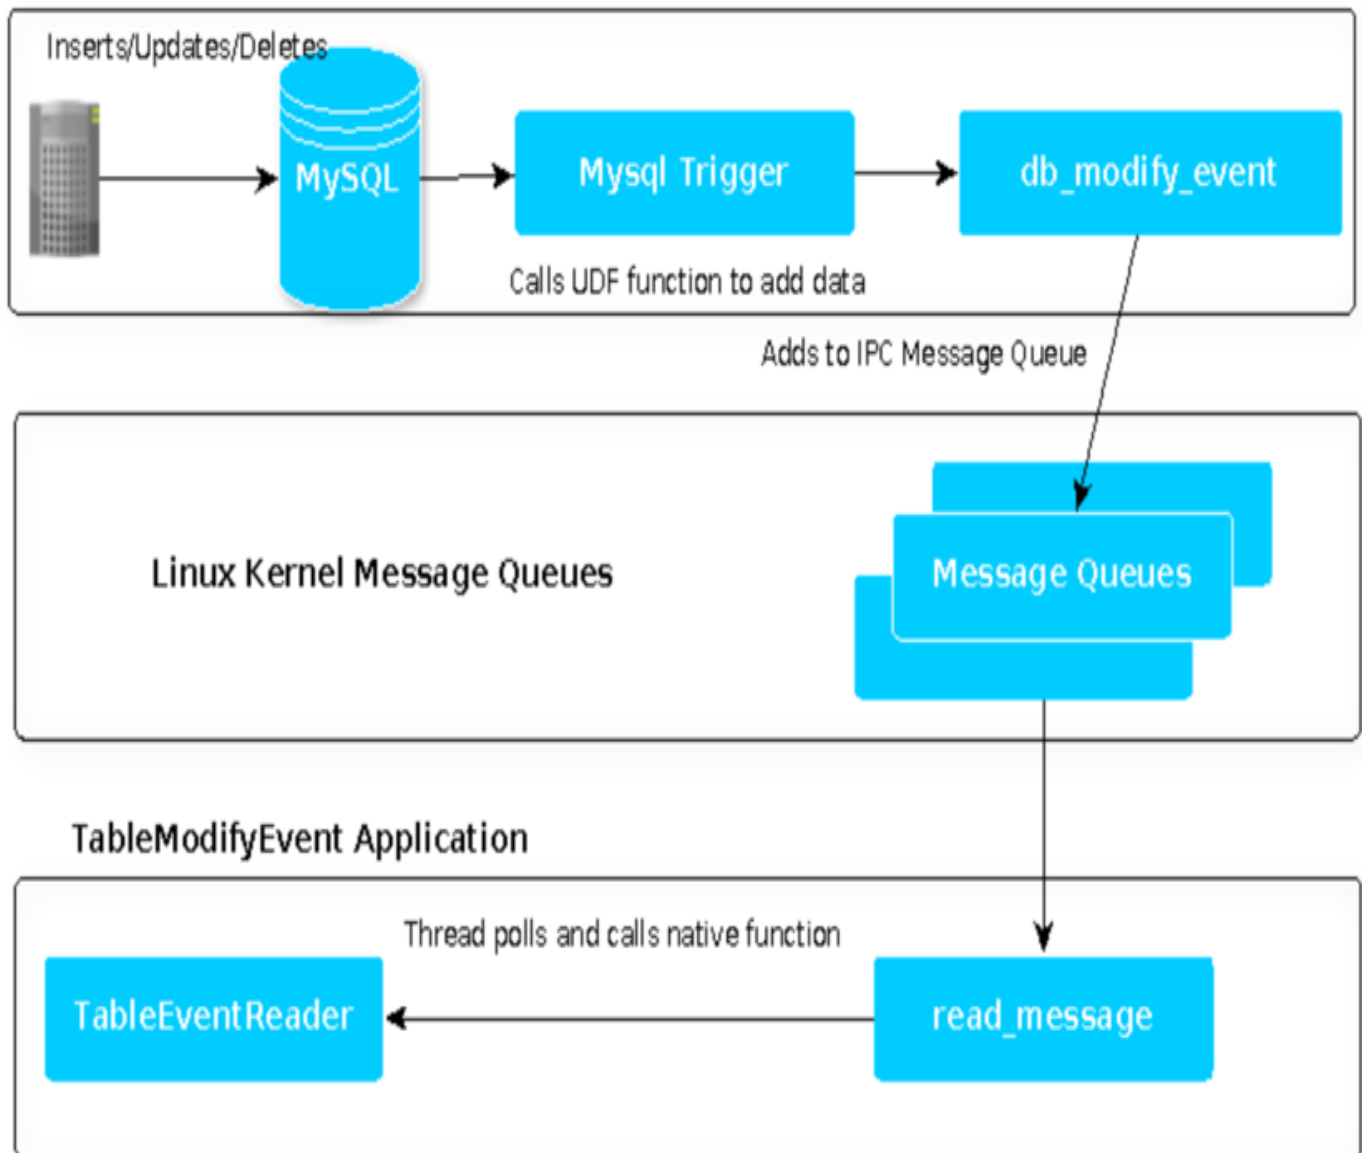 Inserts/Updates/Deletes
MySQL
Mysql Trigger
db_modify_event
Calls UDF function to add data
Adds to IPC Message Queue
Linux Kernel Message Queues
Message Queues
TableModifyEvent Application
Thread polls and calls native function
TableEventReader
read_message